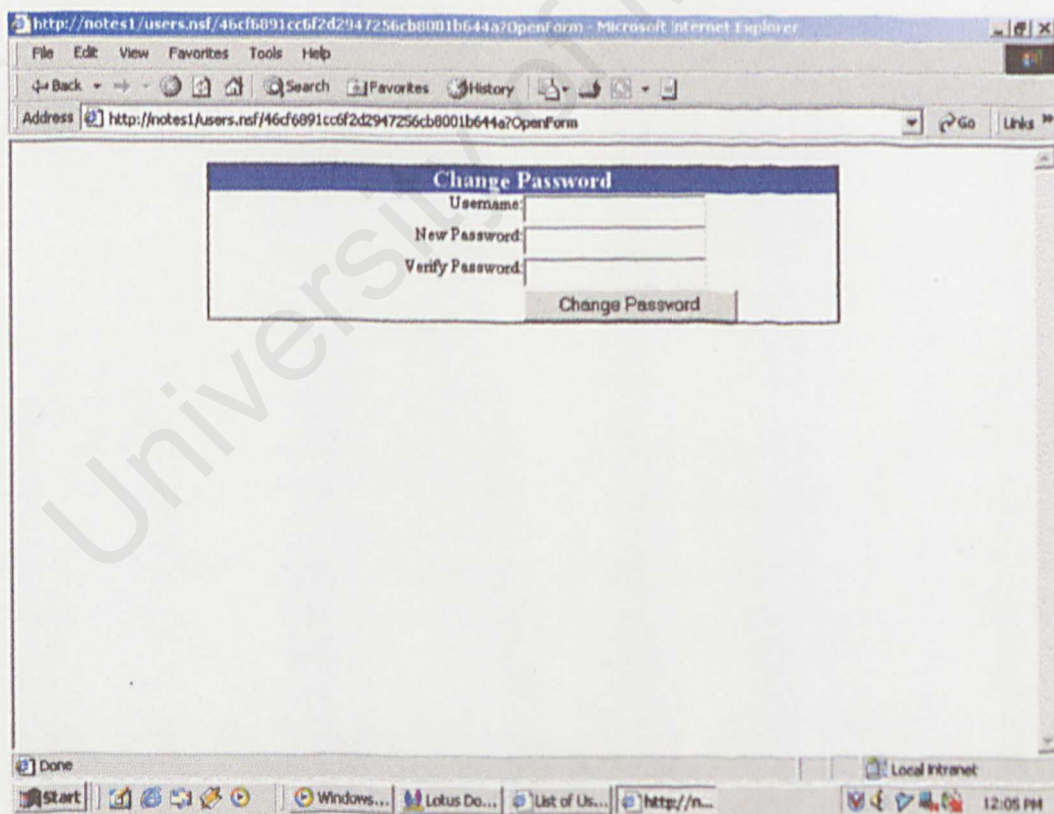 http://notes1/users.nsf/46cf6891cc6f2d2947256cb8001b644a?OpenForm - Microsoft Internet Explorer
File Edit View Favorites Tools Help
Back Search Favorites History
Address http://notes1/users.nsf/46cf6891cc6f2d2947256cb8001b644a?OpenForm Go Links »
Change Password
Username:
New Password:
Verify Password:
Change Password
University of
Done Local intranet
Start Windows... Lotus Do... List of Us... http://n... 12:05 PM